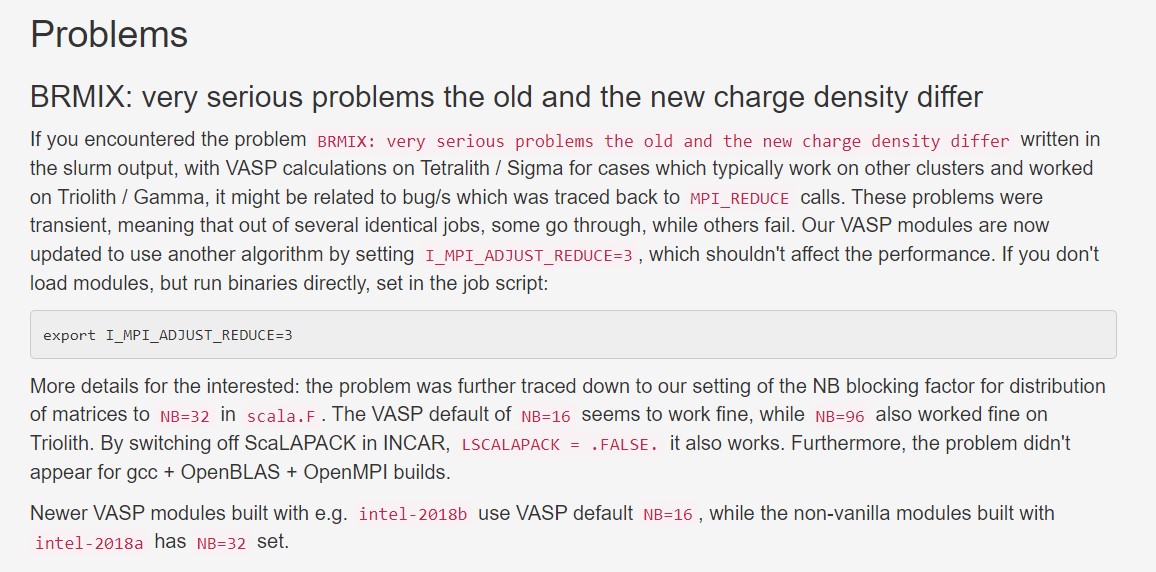 Problems
BRMIX: very serious problems the old and the new charge density differ
If you encountered the problem BRMIX: very serious problems the old and the new charge density differ written in
the slurm output, with VASP calculations on Tetralith / Sigma for cases which typically work on other clusters and worked
on Triolith / Gamma, it might be related to bug/s which was traced back to MPI_REDUCE calls. These problems were
transient, meaning that out of several identical jobs, some go through, while others fail. Our VASP modules are now
updated to use another algorithm by setting I_MPI_ADJUST_REDUCE=3 , which shouldn't affect the performance. If you don't
load modules, but run binaries directly, set in the job script:
export I_MPI_ADJUST_REDUCE=3
More details for the interested: the problem was further traced down to our setting of the NB blocking factor for distribution
of matrices to NB=32 in scala.F . The VASP default of NB=16 seems to work fine, while NB=96 also worked fine on
Triolith. By switching off ScaLAPACK in INCAR, LSCALAPACK = .FALSE. it also works. Furthermore, the problem didn't
appear for gcc + OpenBLAS + OpenMPI builds.
Newer VASP modules built with e.g. intel-2018b use VASP default NB=16 , while the non-vanilla modules built with
intel-2018a has NB=32 set.